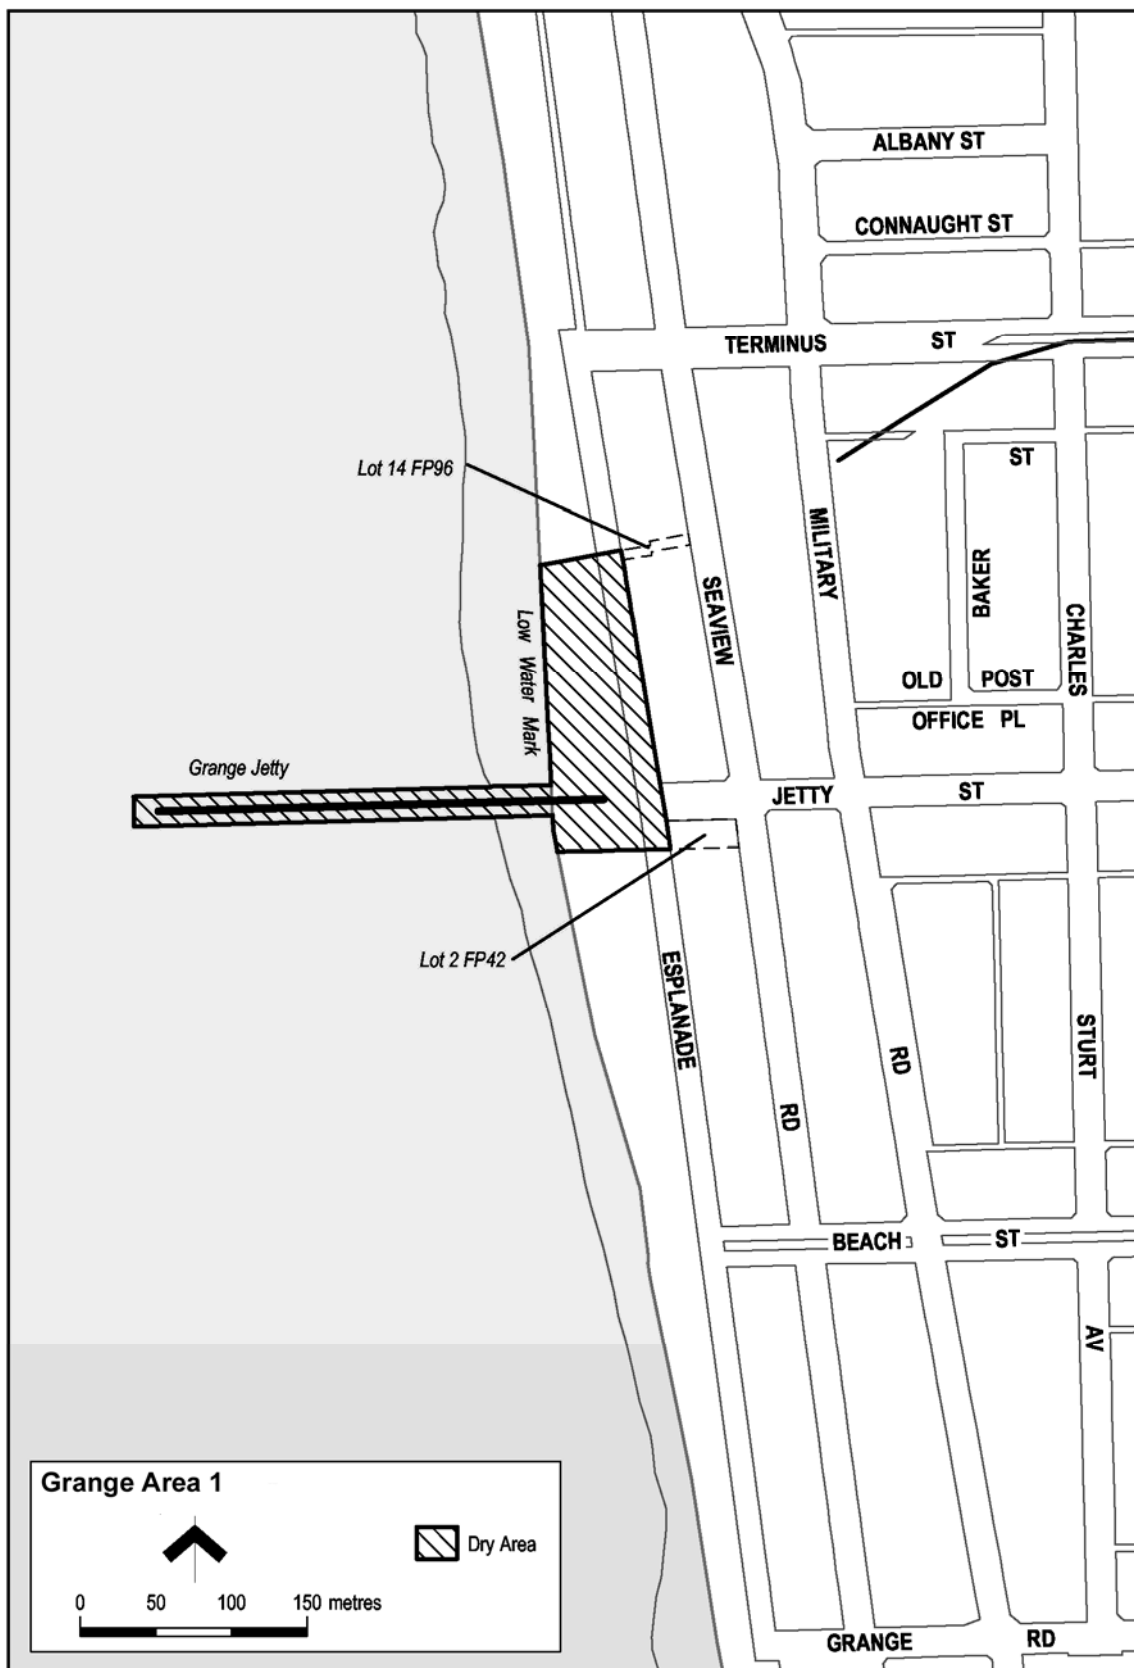 ALBANY ST
CONNAUGHT ST
TERMINUS ST
Lot 14 FP96
ST
MILITARY
BAKER
SEAVIEW
CHARLES
Low Water Mark
OLD POST
OFFICE PL
Grange Jetty
JETTY ST
Lot 2 FP42
ESPLANADE
STURT
RD
RD
BEACH ST
AV
Grange Area 1
Dry Area
0 50 100 150 metres
GRANGE RD